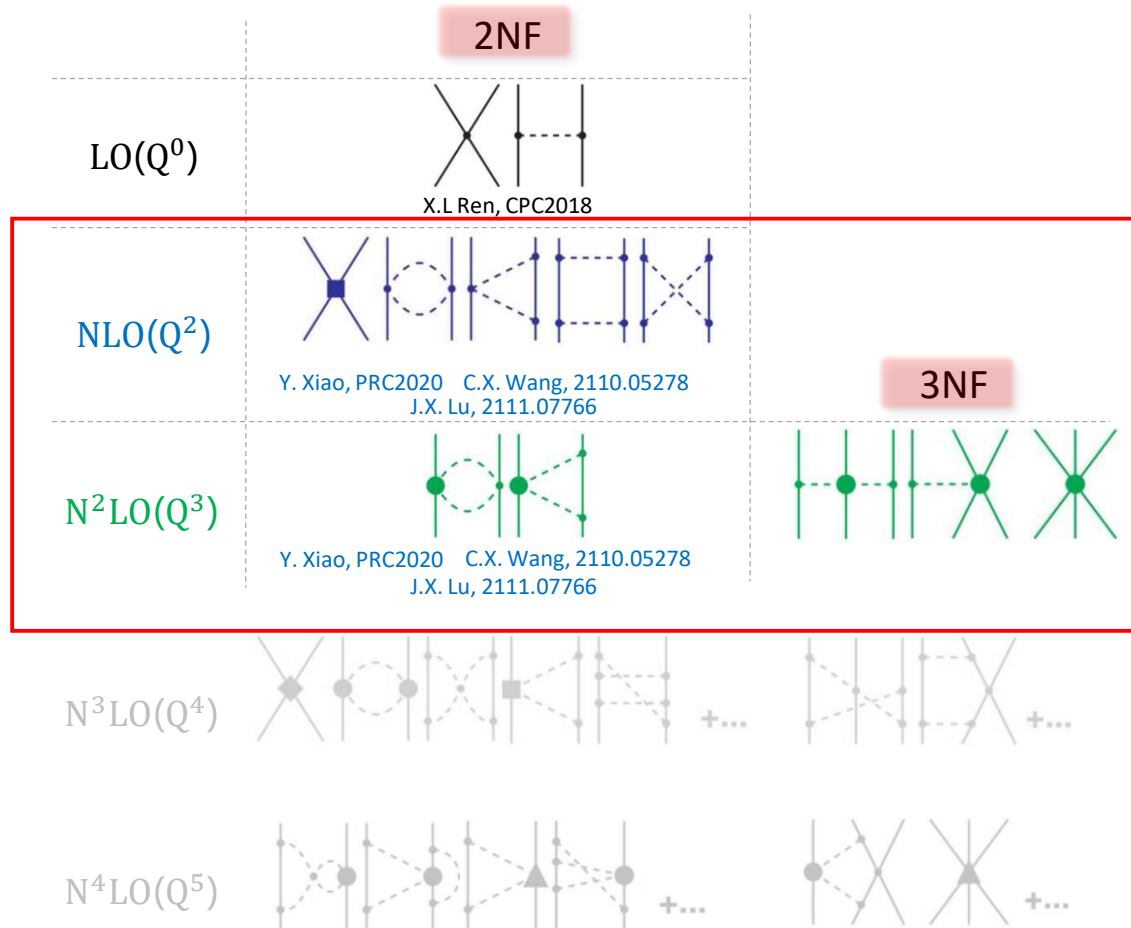 2NF
LO(Q⁰)
X.L Ren, CPC2018
NLO(Q²)
Y. Xiao, PRC2020 C.X. Wang, 2110.05278
J.X. Lu, 2111.07766
3NF
N²LO(Q³)
Y. Xiao, PRC2020 C.X. Wang, 2110.05278
J.X. Lu, 2111.07766
N³LO(Q⁴)
+... +...
N⁴LO(Q⁵)
+... +...